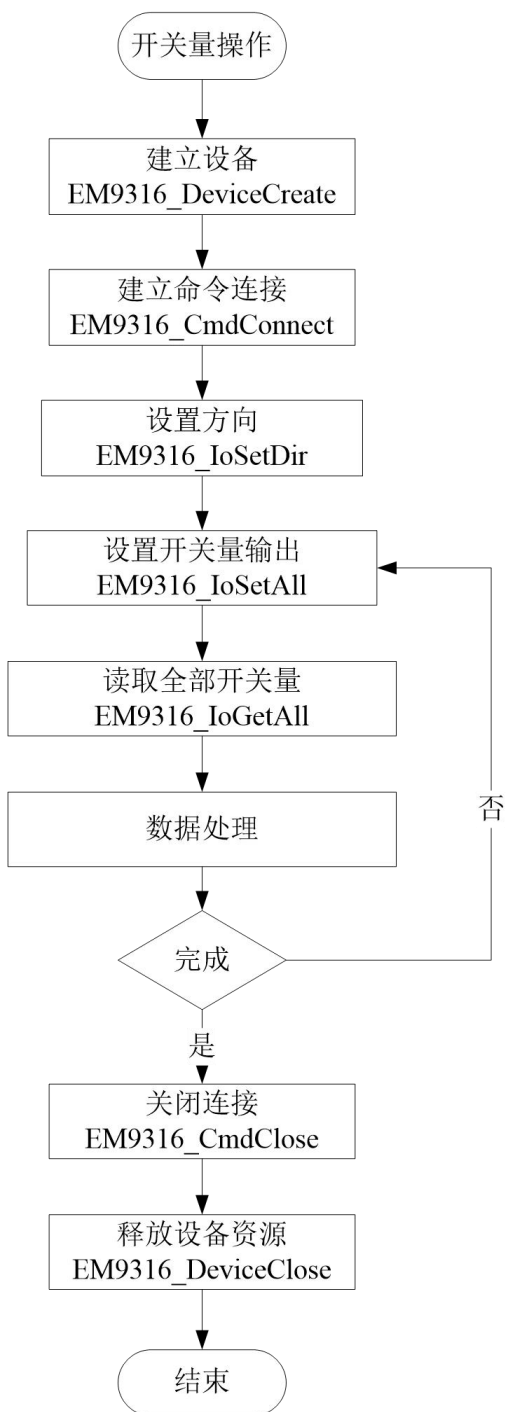 开关量操作
建立设备
EM9316_DeviceCreate
建立命令连接
EM9316_CmdConnect
设置方向
EM9316_IoSetDir
设置开关量输出
EM9316_IoSetAll
读取全部开关量
EM9316_IoGetAll
数据处理
否
完成
是
关闭连接
EM9316_CmdClose
释放设备资源
EM9316_DeviceClose
结束